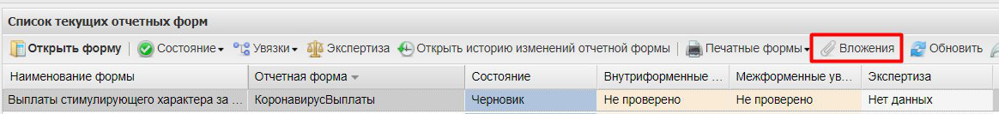 Список текущих отчетных форм
Открыть форму Состояние Увязки Экспертиза Открыть историю изменений отчетной формы Печатные формы Вложения Обновить
Наименование формы Отчетная форма Состояние Внутриформенные ... Межформенные ув... Экспертиза
Выплаты стимулирующего характера за ... КоронавирусВыплаты Черновик Не проверено Не проверено Нет данных